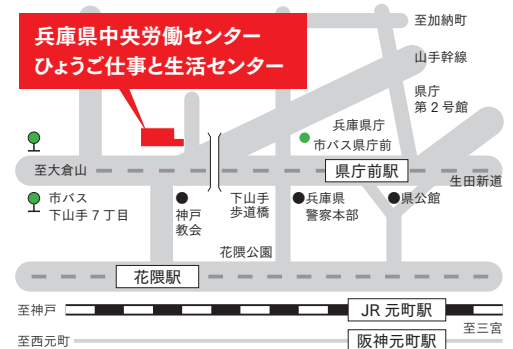 兵庫県中央労働センター
ひょうご仕事と生活センター
至加納町
山手幹線
県庁
第2号館
兵庫県庁
市バス県庁前
至大倉山
県庁前駅
生田新道
市バス
下山手7丁目
神戸
教会
下山手
歩道橋
兵庫県
警察本部
県公館
花隈公園
花隈駅
至神戸
JR 元町駅
至三宮
至西元町
阪神元町駅